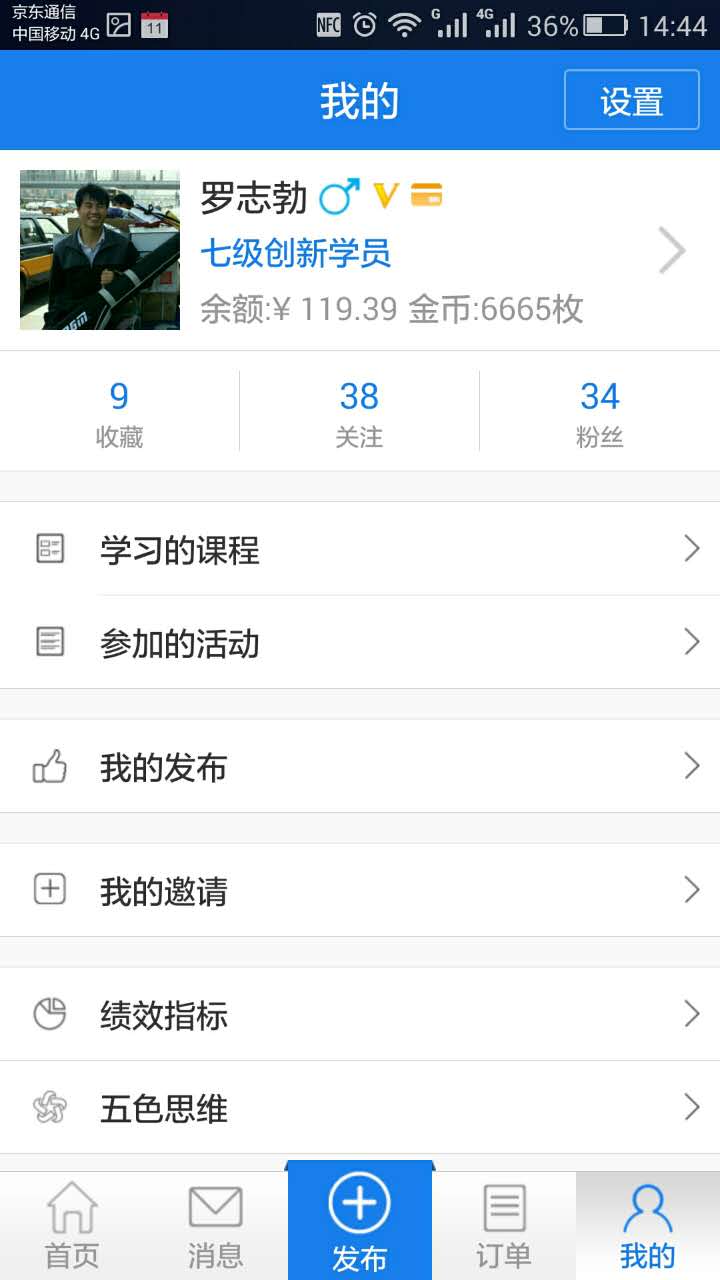 京东通信
中国移动 4G
11
NFC
G
4G
36%
14:44
我的
设置
罗志勃
七级创新学员
余额:¥ 119.39 金币:6665枚
9
38
34
收藏
关注
粉丝
学习的课程
参加的活动
我的发布
我的邀请
绩效指标
五色思维
首页
消息
发布
订单
我的